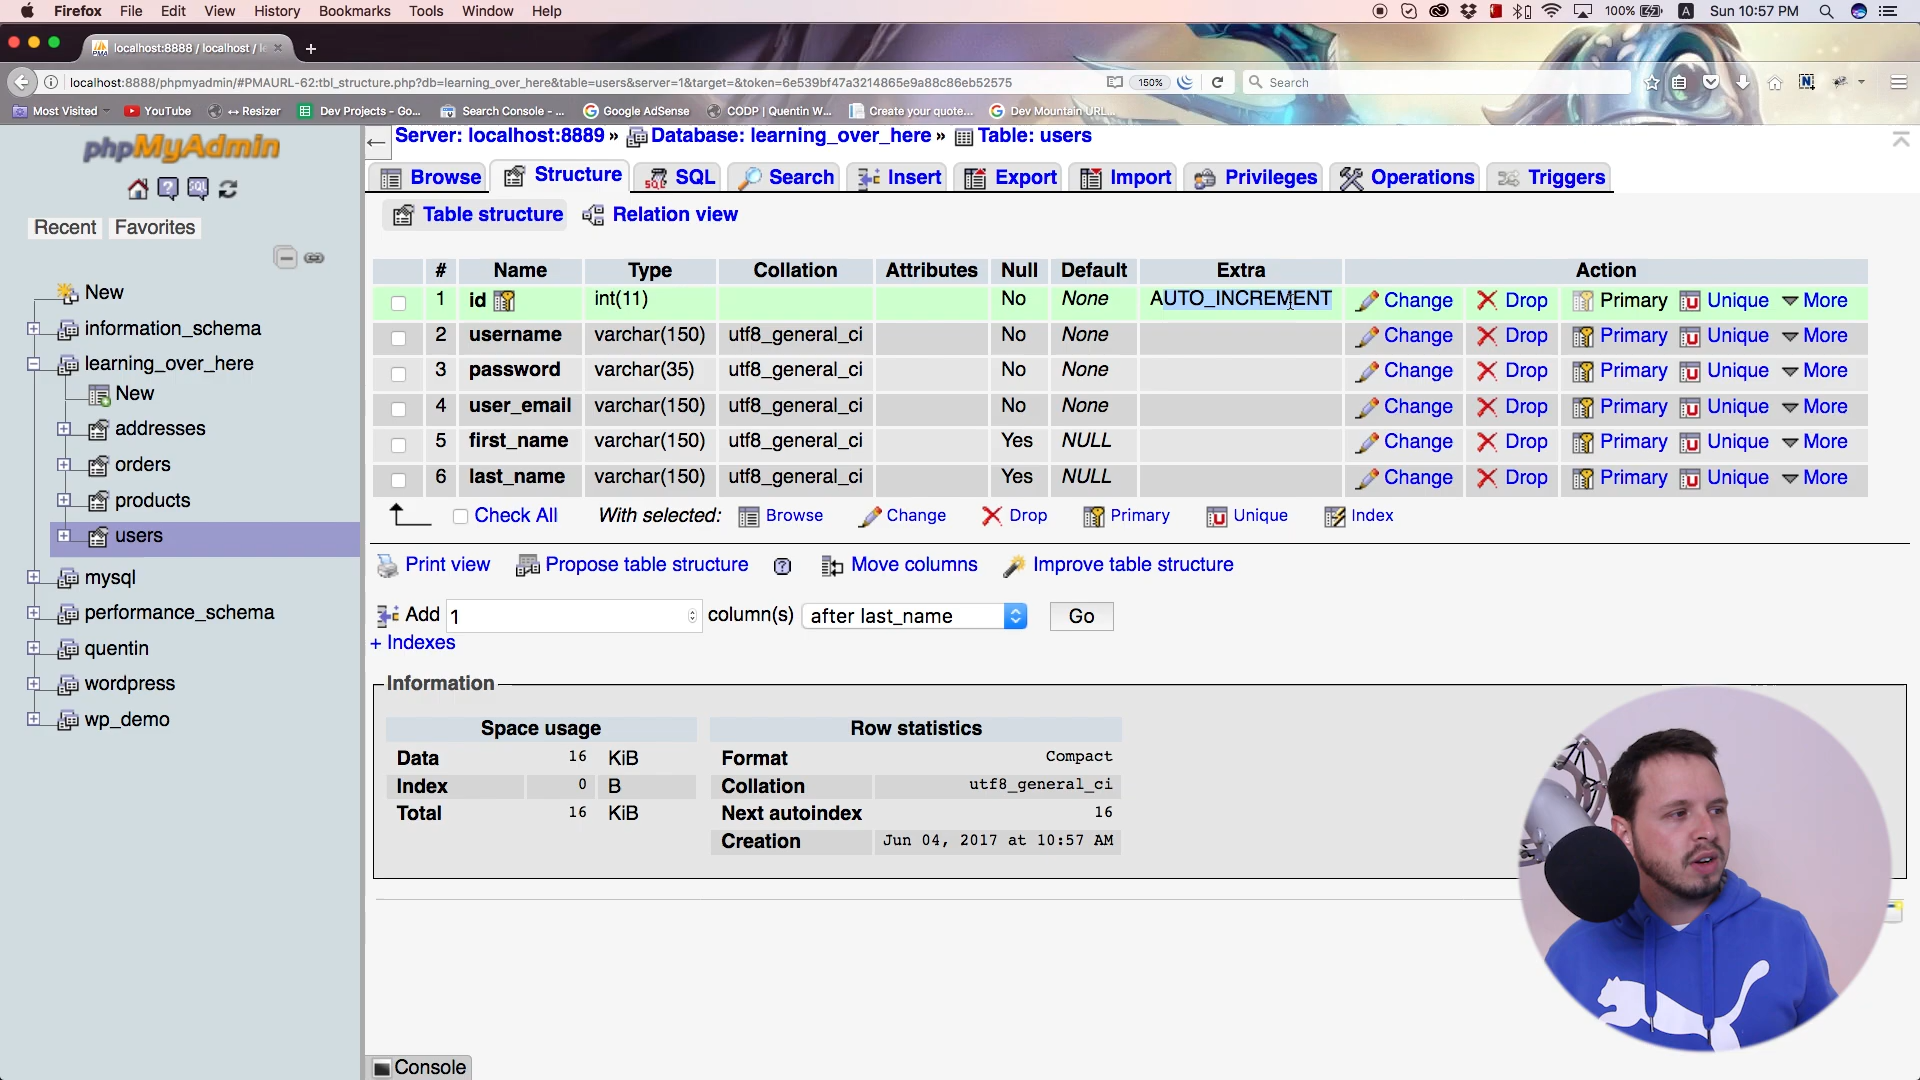 Firefox File Edit View History Bookmarks Tools Window Help 100% A Sun 10:57 PM
localhost:8888 / localhost / le
localhost:8888/phpmyadmin/#PMAURL-62:tbl_structure.php?db=learning_over_here&table=users&server=1&target=&token=6e539bf47a3214865e9a88c86eb52575 150% Search
Most Visited YouTube ↔ Resizer Dev Projects - Go... Search Console - ... Google AdSense CODP | Quentin W... Create your quote... Dev Mountain URL...
phpMyAdmin
Recent Favorites
New
information_schema
learning_over_here
New
addresses
orders
products
users
mysql
performance_schema
quentin
wordpress
wp_demo
Server: localhost:8889 » Database: learning_over_here » Table: users
Browse Structure SQL Search Insert Export Import Privileges Operations Triggers
Table structure Relation view
# Name Type Collation Attributes Null Default Extra Action
1 id int(11) No None AUTO_INCREMENT Change Drop Primary Unique More
2 username varchar(150) utf8_general_ci No None Change Drop Primary Unique More
3 password varchar(35) utf8_general_ci No None Change Drop Primary Unique More
4 user_email varchar(150) utf8_general_ci No None Change Drop Primary Unique More
5 first_name varchar(150) utf8_general_ci Yes NULL Change Drop Primary Unique More
6 last_name varchar(150) utf8_general_ci Yes NULL Change Drop Primary Unique More
Check All With selected: Browse Change Drop Primary Unique Index
Print view Propose table structure Move columns Improve table structure
Add 1 column(s) after last_name Go
+ Indexes
Information
Space usage
Data 16 KiB
Index 0 B
Total 16 KiB
Row statistics
Format Compact
Collation utf8_general_ci
Next autoindex 16
Creation Jun 04, 2017 at 10:57 AM
Console